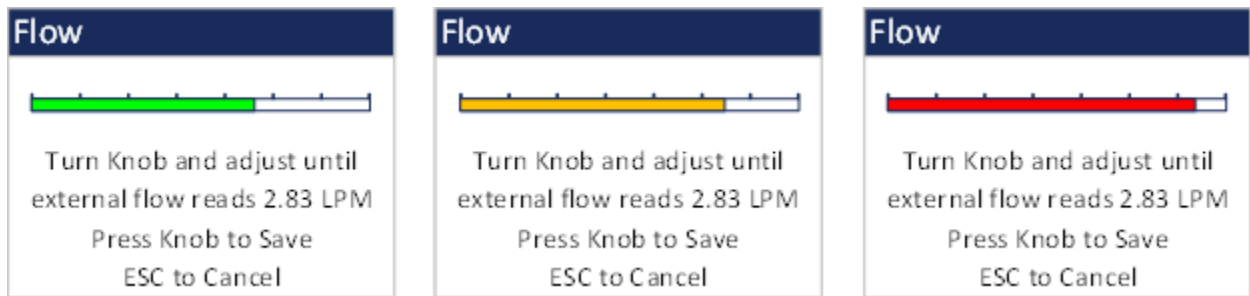 Flow
Turn Knob and adjust until
external flow reads 2.83 LPM
Press Knob to Save
ESC to Cancel
Flow
Turn Knob and adjust until
external flow reads 2.83 LPM
Press Knob to Save
ESC to Cancel
Flow
Turn Knob and adjust until
external flow reads 2.83 LPM
Press Knob to Save
ESC to Cancel